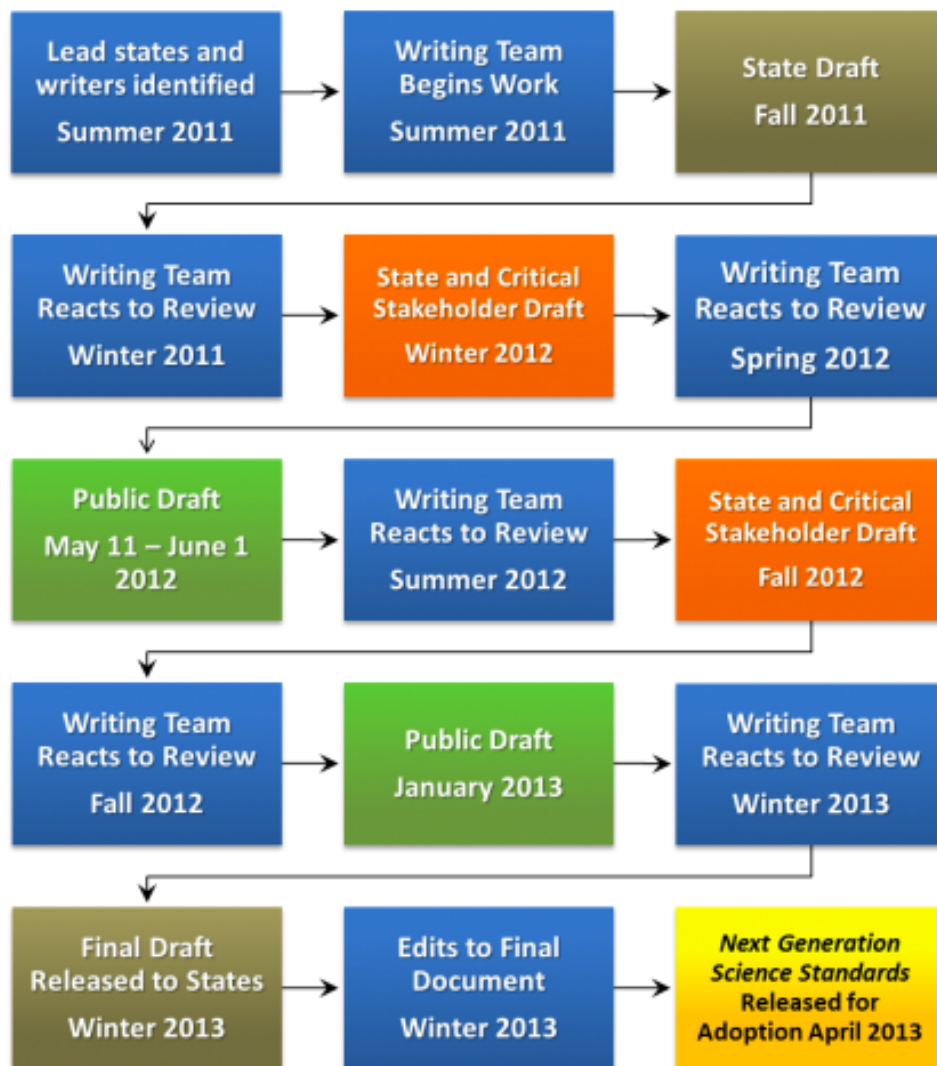 Lead states and
writers identified
Summer 2011
Writing Team
Begins Work
Summer 2011
State Draft
Fall 2011
Writing Team
Reacts to Review
Winter 2011
State and Critical
Stakeholder Draft
Winter 2012
Writing Team
Reacts to Review
Spring 2012
Public Draft
May 11 – June 1
2012
Writing Team
Reacts to Review
Summer 2012
State and Critical
Stakeholder Draft
Fall 2012
Writing Team
Reacts to Review
Fall 2012
Public Draft
January 2013
Writing Team
Reacts to Review
Winter 2013
Final Draft
Released to States
Winter 2013
Edits to Final
Document
Winter 2013
Next Generation
Science Standards
Released for
Adoption April 2013